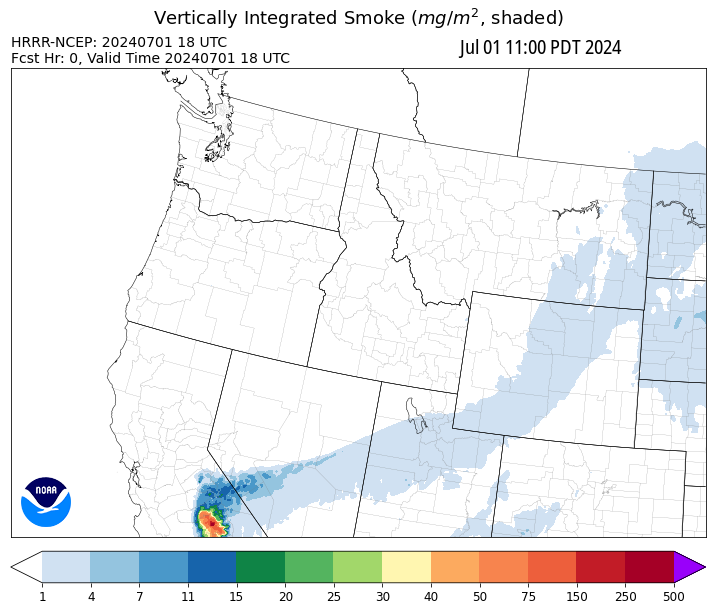 Vertically Integrated Smoke (mg/m², shaded)
HRRR-NCEP: 20240701 18 UTC
Fcst Hr: 0, Valid Time 20240701 18 UTC
Jul 01 11:00 PDT 2024
NOAA
1 4 7 11 15 20 25 30 40 50 75 150 250 500